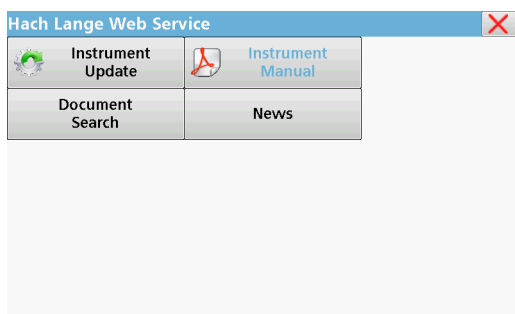 Hach Lange Web Service
Instrument
Update
Instrument
Manual
Document
Search
News